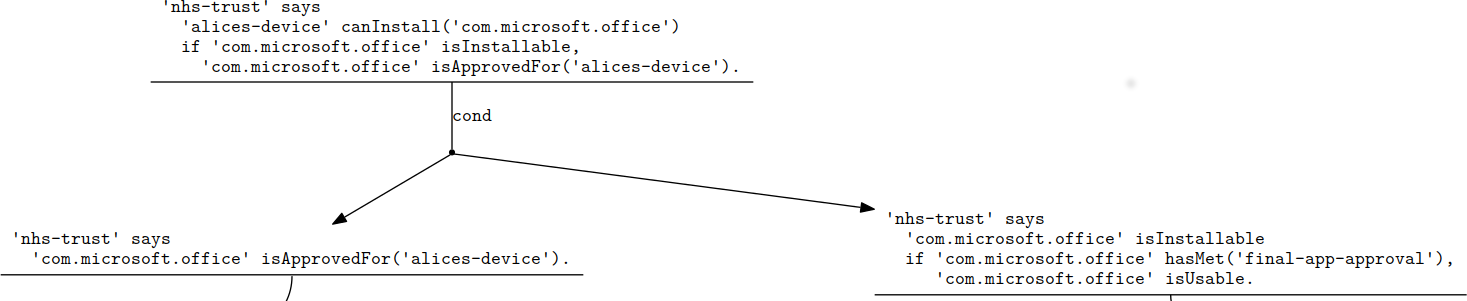 'nhs-trust' says
'alices-device' canInstall('com.microsoft.office')
if 'com.microsoft.office' isInstallable,
'com.microsoft.office' isApprovedFor('alices-device').
cond
'nhs-trust' says
'com.microsoft.office' isApprovedFor('alices-device').
'nhs-trust' says
'com.microsoft.office' isInstallable
if 'com.microsoft.office' hasMet('final-app-approval'),
'com.microsoft.office' isUsable.